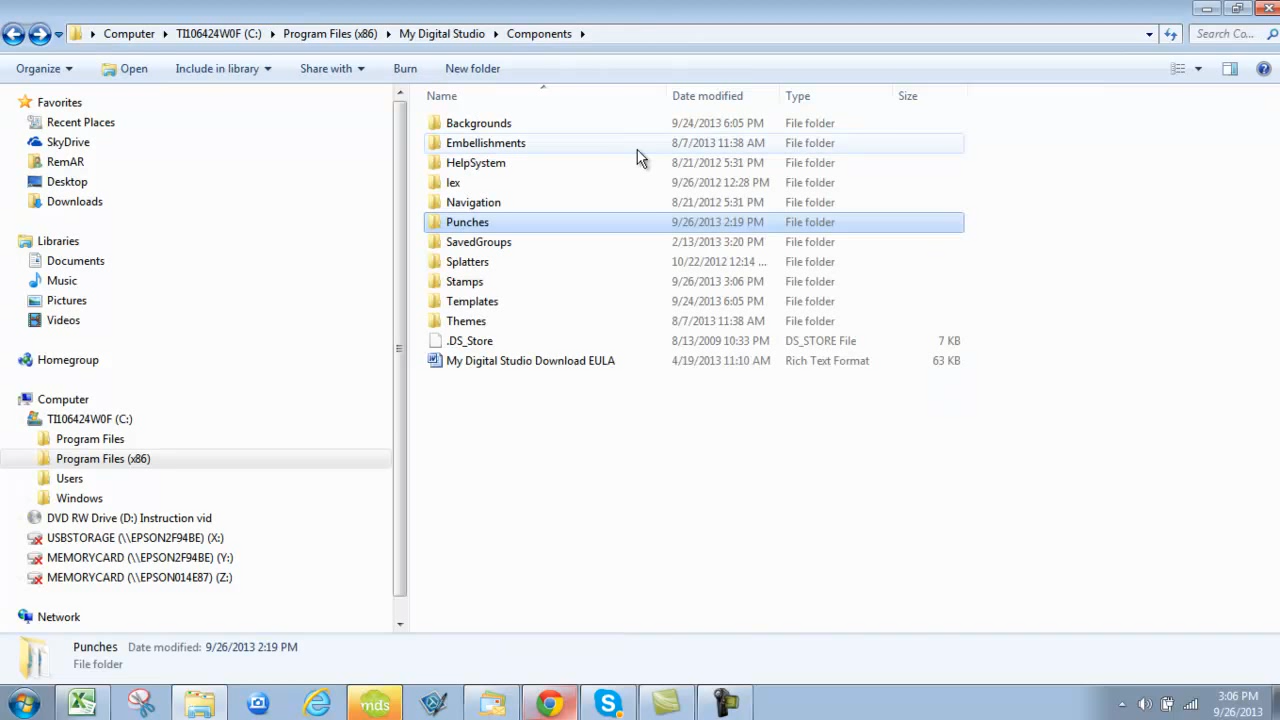 Computer TI106424W0F (C:) Program Files (x86) My Digital Studio Components Search Co...
Organize Open Include in library Share with Burn New folder
Favorites
Recent Places
SkyDrive
RemAR
Desktop
Downloads
Libraries
Documents
Music
Pictures
Videos
Homegroup
Computer
TI106424W0F (C:)
Program Files
Program Files (x86)
Users
Windows
DVD RW Drive (D:) Instruction vid
USBSTORAGE (\\EPSON2F94BE) (X:)
MEMORYCARD (\\EPSON2F94BE) (Y:)
MEMORYCARD (\\EPSON014E87) (Z:)
Network
Name Date modified Type Size
Backgrounds 9/24/2013 6:05 PM File folder
Embellishments 8/7/2013 11:38 AM File folder
HelpSystem 8/21/2012 5:31 PM File folder
lex 9/26/2012 12:28 PM File folder
Navigation 8/21/2012 5:31 PM File folder
Punches 9/26/2013 2:19 PM File folder
SavedGroups 2/13/2013 3:20 PM File folder
Splatters 10/22/2012 12:14 ... File folder
Stamps 9/26/2013 3:06 PM File folder
Templates 9/24/2013 6:05 PM File folder
Themes 8/7/2013 11:38 AM File folder
.DS_Store 8/13/2009 10:33 PM DS_STORE File 7 KB
My Digital Studio Download EULA 4/19/2013 11:10 AM Rich Text Format 63 KB
Punches Date modified: 9/26/2013 2:19 PM
File folder
mds
3:06 PM
9/26/2013